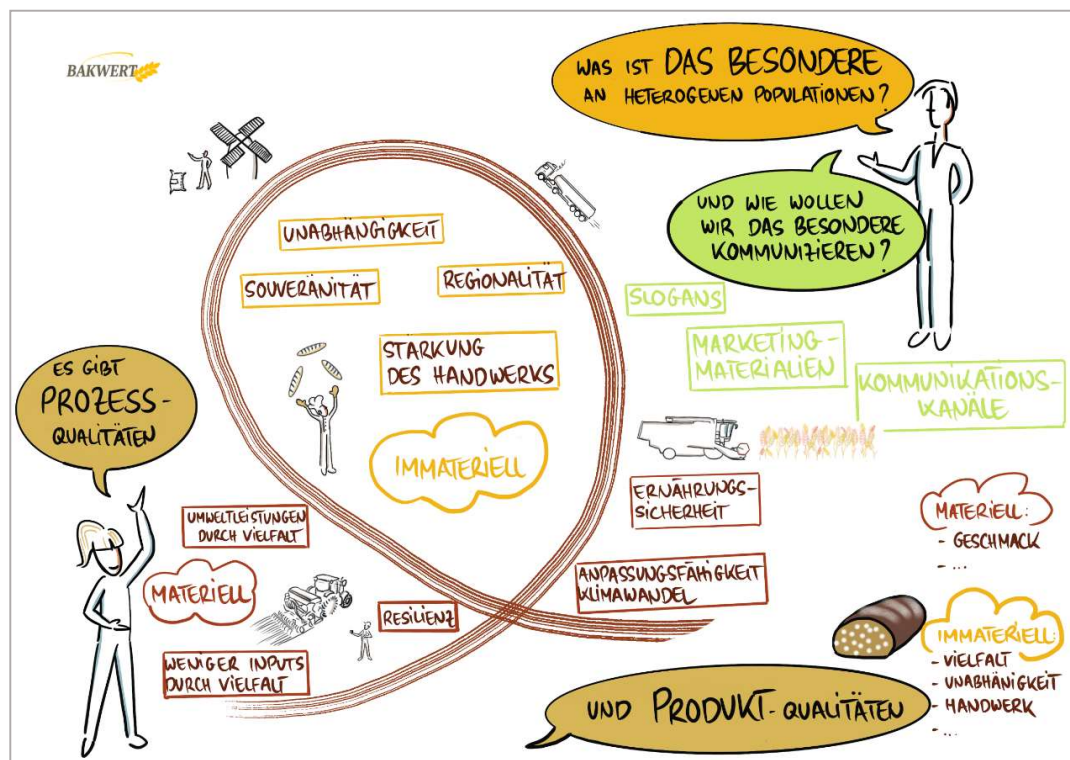 BAKWERT
WAS IST DAS BESONDERE
AN HETEROGENEN POPULATIONEN?
UND WIE WOLLEN
WIR DAS BESONDERE
KOMMUNIZIEREN?
UNABHÄNGIGKEIT
SOUVERÄNITÄT
REGIONALITÄT
STÄRKUNG
DES HANDWERKS
IMMATERIELL
SLOGANS
MARKETING-
MATERIALIEN
KOMMUNIKATIONS-
KANÄLE
ES GIBT
PROZESS-
QUALITÄTEN
UMWELTLEISTUNGEN
DURCH VIELFALT
MATERIELL
WENIGER INPUTS
DURCH VIELFALT
RESILIENZ
ERNÄHRUNGS-
SICHERHEIT
ANPASSUNGSFÄHIGKEIT
KLIMAWANDEL
MATERIELL:
- GESCHMACK
- ...
IMMATERIELL:
- VIELFALT
- UNABHÄNIGKEIT
- HANDWERK
- ...
UND PRODUKT-QUALITÄTEN